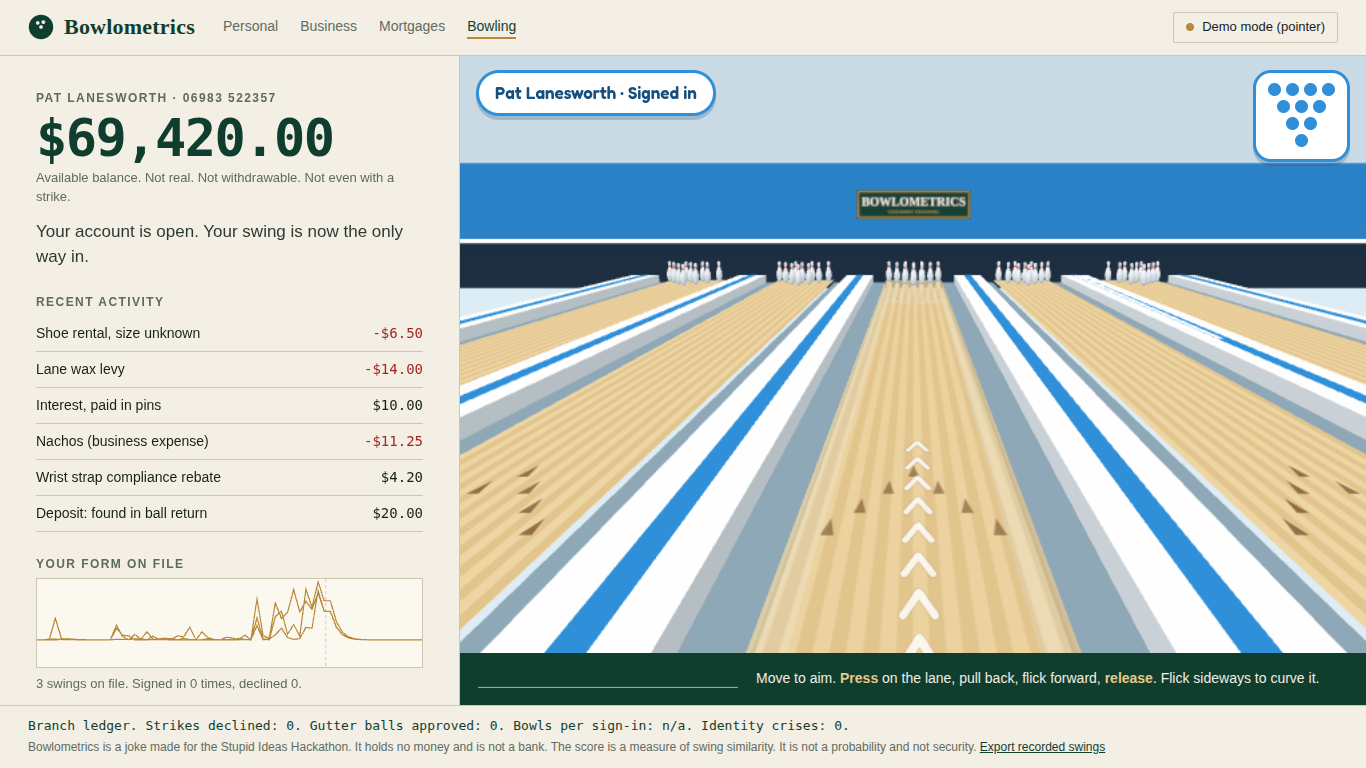 Bowlometrics
Personal Business Mortgages Bowling
Demo mode (pointer)
PAT LANESWORTH · 06983 522357
$69,420.00
Available balance. Not real. Not withdrawable. Not even with a
strike.
Your account is open. Your swing is now the only
way in.
RECENT ACTIVITY
Shoe rental, size unknown -$6.50
Lane wax levy -$14.00
Interest, paid in pins $10.00
Nachos (business expense) -$11.25
Wrist strap compliance rebate $4.20
Deposit: found in ball return $20.00
YOUR FORM ON FILE
3 swings on file. Signed in 0 times, declined 0.
Pat Lanesworth · Signed in
BOWLOMETRICS
Move to aim. Press on the lane, pull back, flick forward, release. Flick sideways to curve it.
Branch ledger. Strikes declined: 0. Gutter balls approved: 0. Bowls per sign-in: n/a. Identity crises: 0.
Bowlometrics is a joke made for the Stupid Ideas Hackathon. It holds no money and is not a bank. The score is a measure of swing similarity. It is not a probability and not security. Export recorded swings